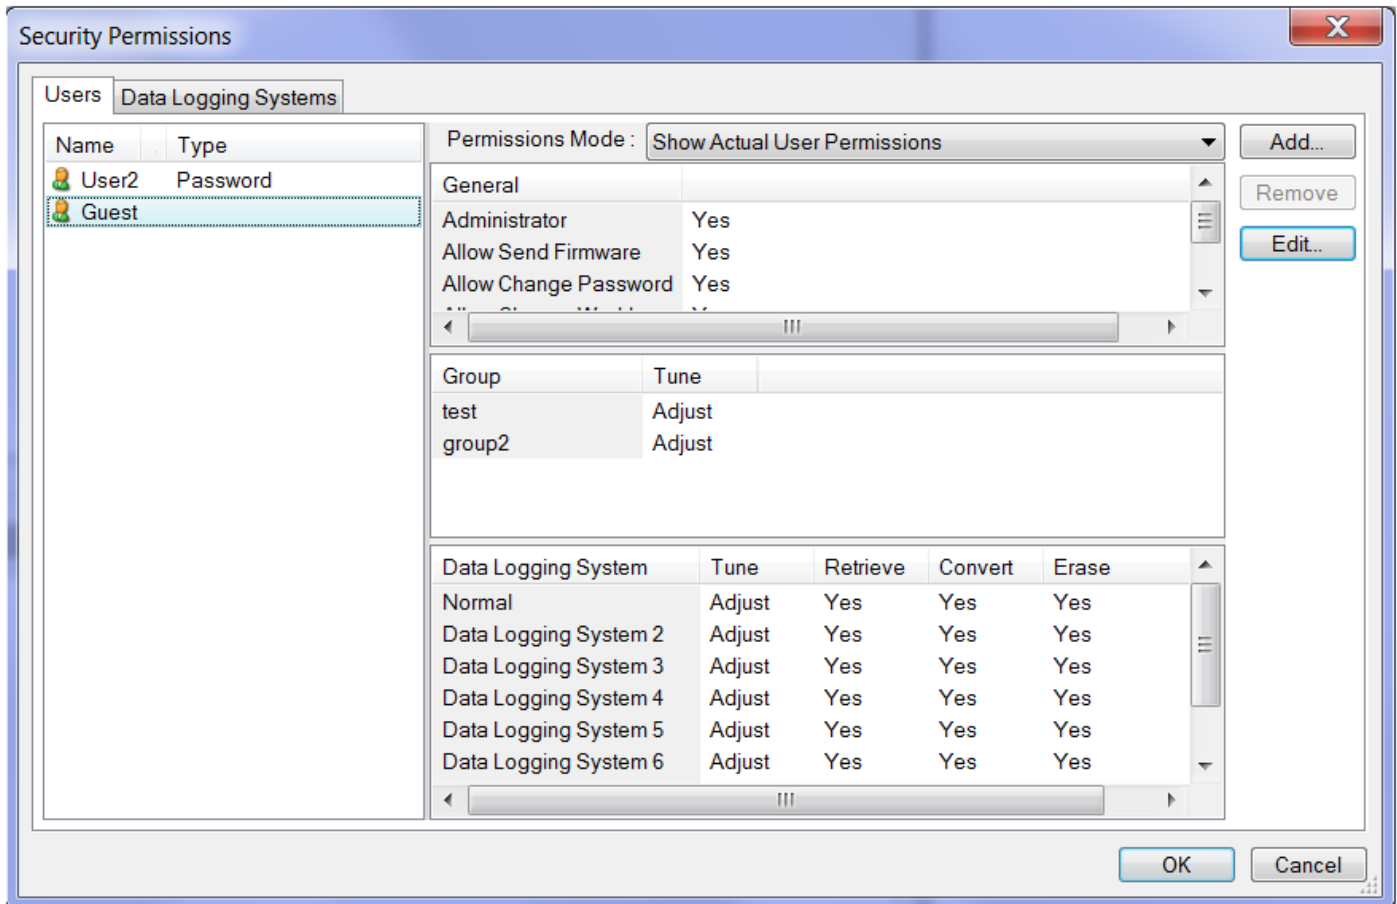 Security Permissions
X
Users Data Logging Systems
Name Type
User2 Password
Guest
Permissions Mode : Show Actual User Permissions
General
Administrator Yes
Allow Send Firmware Yes
Allow Change Password Yes
Group Tune
test Adjust
group2 Adjust
Data Logging System Tune Retrieve Convert Erase
Normal Adjust Yes Yes Yes
Data Logging System 2 Adjust Yes Yes Yes
Data Logging System 3 Adjust Yes Yes Yes
Data Logging System 4 Adjust Yes Yes Yes
Data Logging System 5 Adjust Yes Yes Yes
Data Logging System 6 Adjust Yes Yes Yes
Add...
Remove
Edit...
OK Cancel